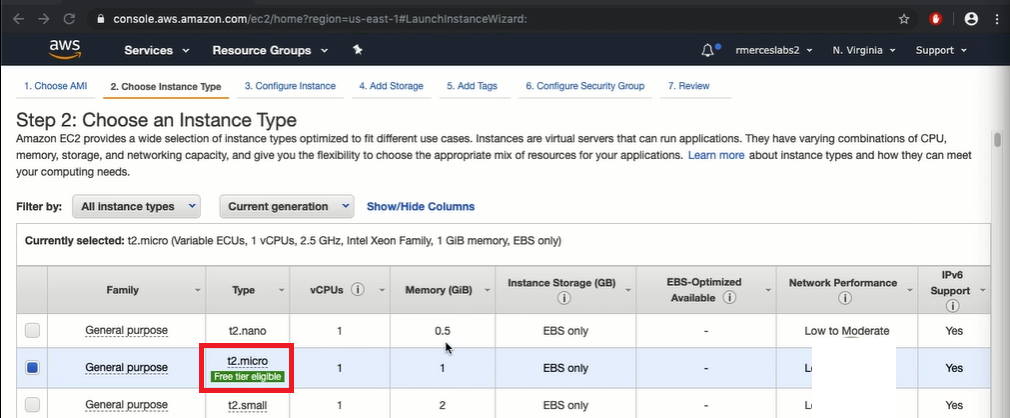 console.aws.amazon.com/ec2/home?region=us-east-1#LaunchInstanceWizard:
aws Services Resource Groups rmerceslabs2 N. Virginia Support
1. Choose AMI 2. Choose Instance Type 3. Configure Instance 4. Add Storage 5. Add Tags 6. Configure Security Group 7. Review
Step 2: Choose an Instance Type
Amazon EC2 provides a wide selection of instance types optimized to fit different use cases. Instances are virtual servers that can run applications. They have varying combinations of CPU,
memory, storage, and networking capacity, and give you the flexibility to choose the appropriate mix of resources for your applications. Learn more about instance types and how they can meet
your computing needs.
Filter by: All instance types Current generation Show/Hide Columns
Currently selected: t2.micro (Variable ECUs, 1 vCPUs, 2.5 GHz, Intel Xeon Family, 1 GiB memory, EBS only)
Family Type vCPUs Memory (GiB) Instance Storage (GB) EBS-Optimized Available Network Performance IPv6 Support
General purpose t2.nano 1 0.5 EBS only - Low to Moderate Yes
General purpose t2.micro 1 1 EBS only - Yes
Free tier eligible
General purpose t2.small 1 2 EBS only - Yes